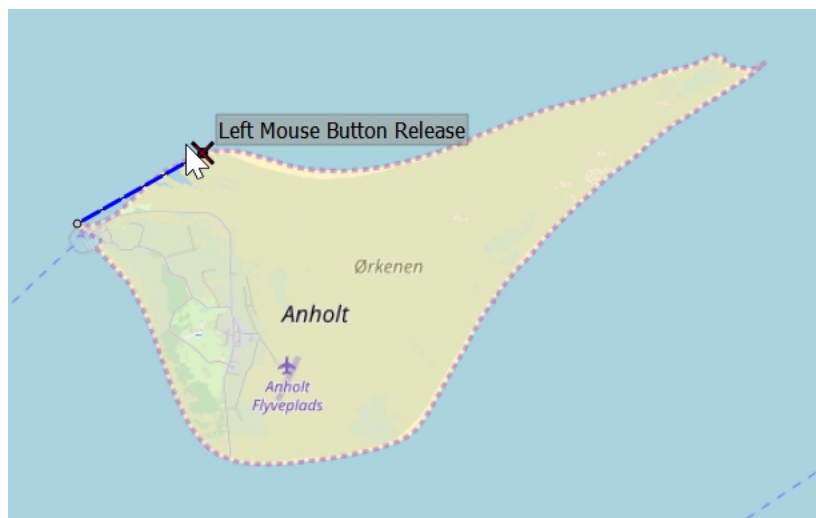 Left Mouse Button Release
Ørkenen
Anholt
Anholt
Flyveplads